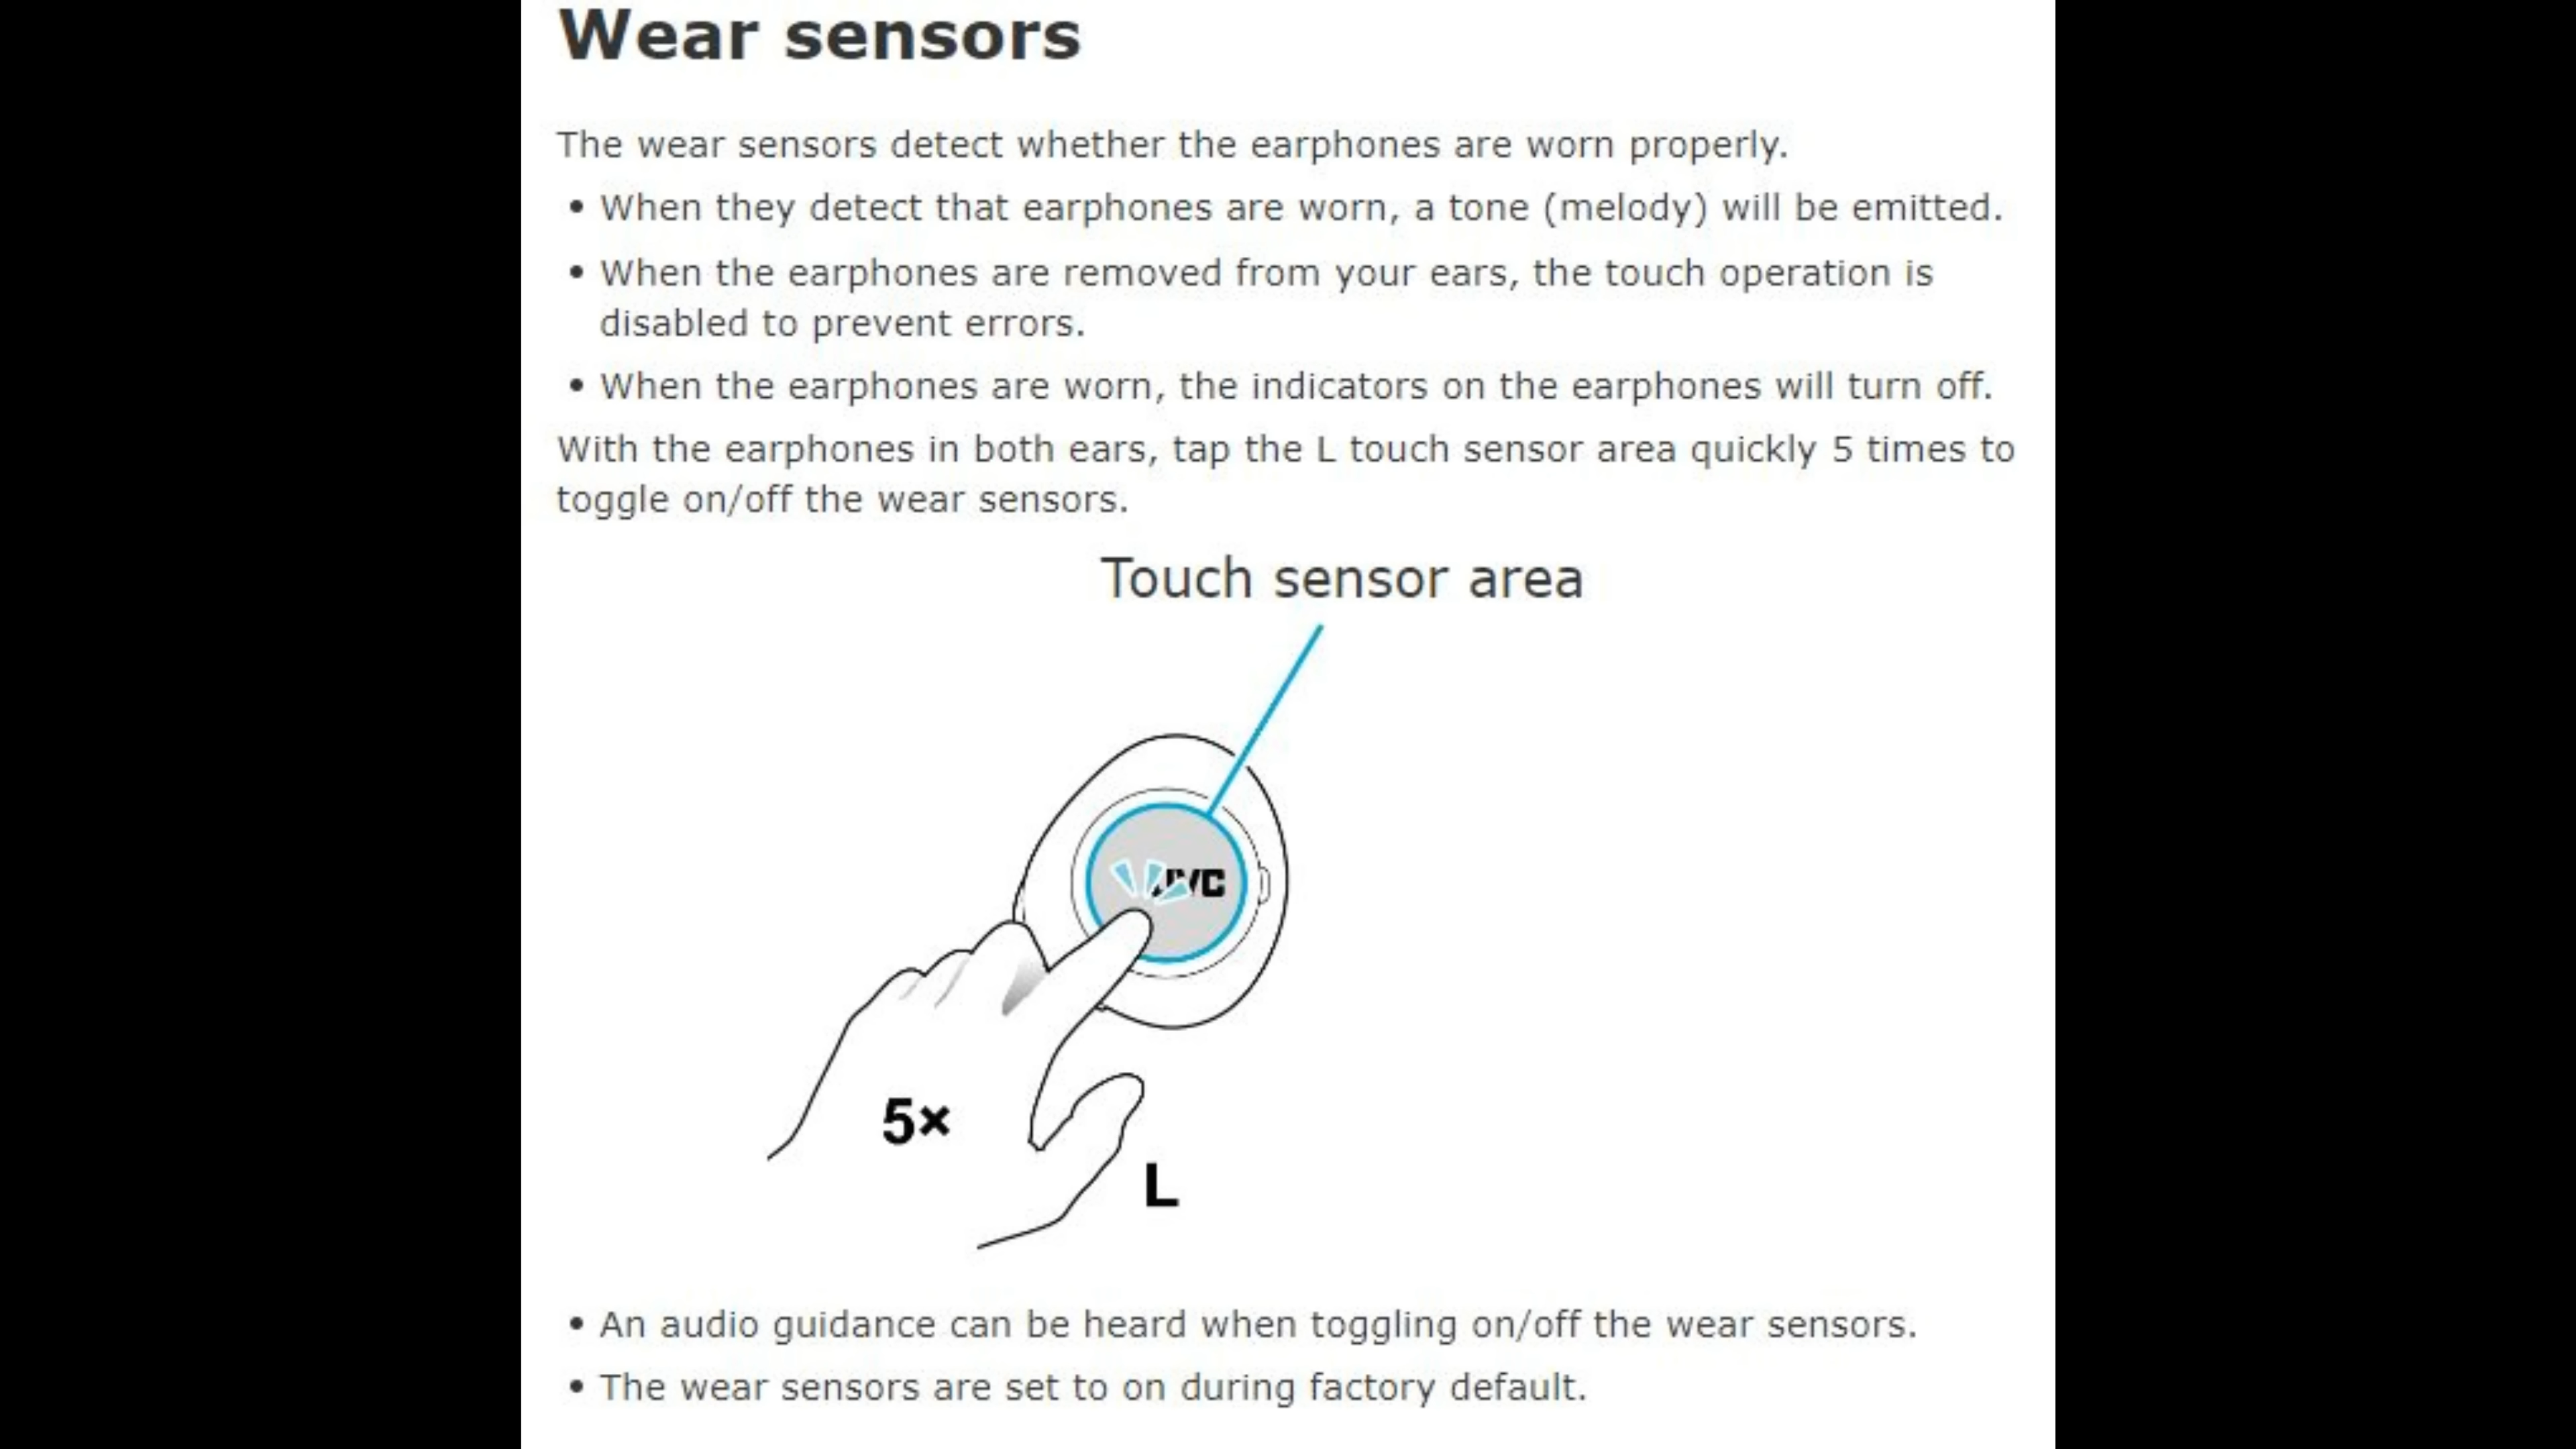 Wear sensors
The wear sensors detect whether the earphones are worn properly.
• When they detect that earphones are worn, a tone (melody) will be emitted.
• When the earphones are removed from your ears, the touch operation is
disabled to prevent errors.
• When the earphones are worn, the indicators on the earphones will turn off.
With the earphones in both ears, tap the L touch sensor area quickly 5 times to
toggle on/off the wear sensors.
Touch sensor area
JVC
5×
L
• An audio guidance can be heard when toggling on/off the wear sensors.
• The wear sensors are set to on during factory default.